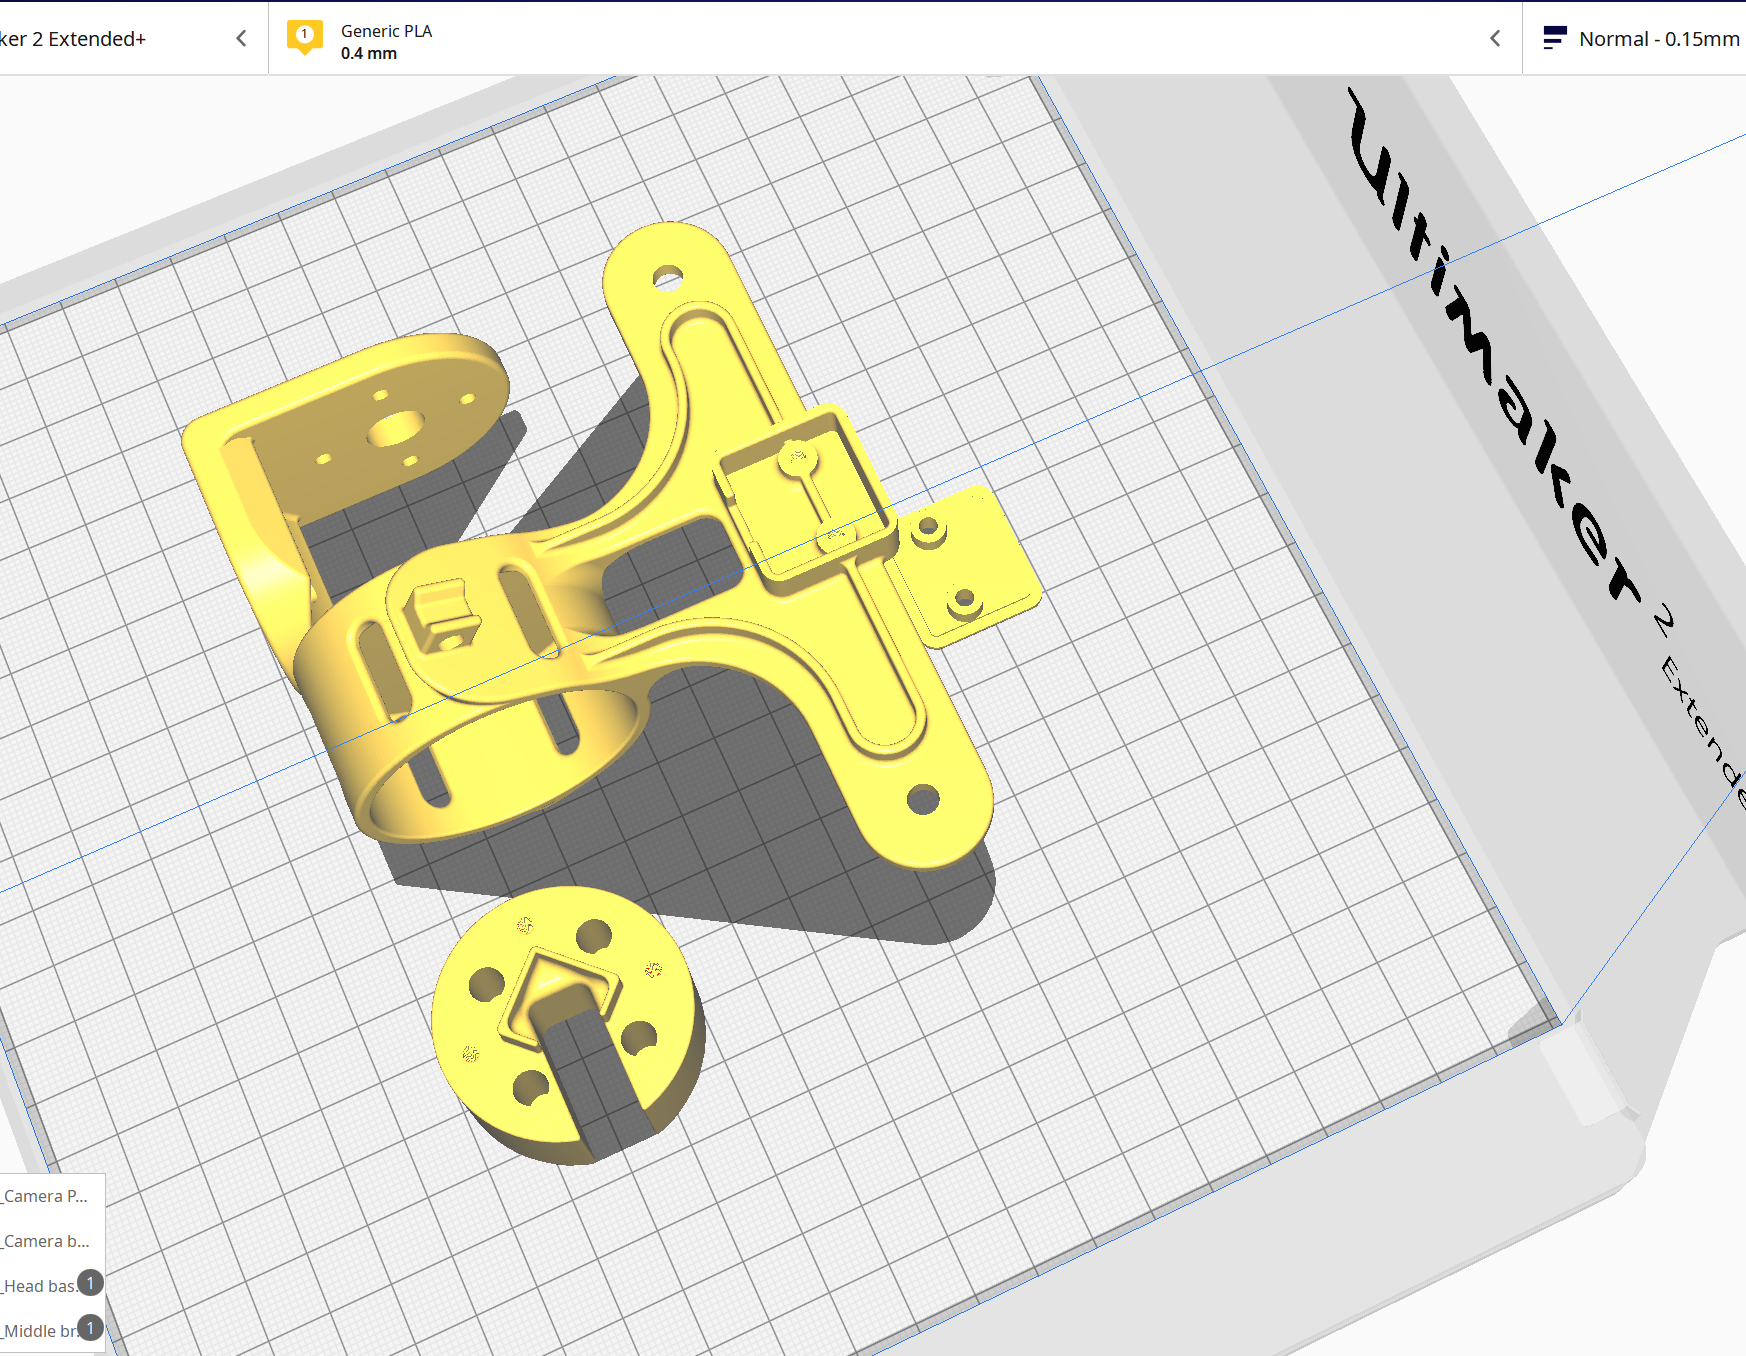 ker 2 Extended+
1
Generic PLA
0.4 mm
Normal - 0.15mm
Ultimaker 2 Extende
_Camera P...
_Camera b...
_Head bas. 1
_Middle br. 1